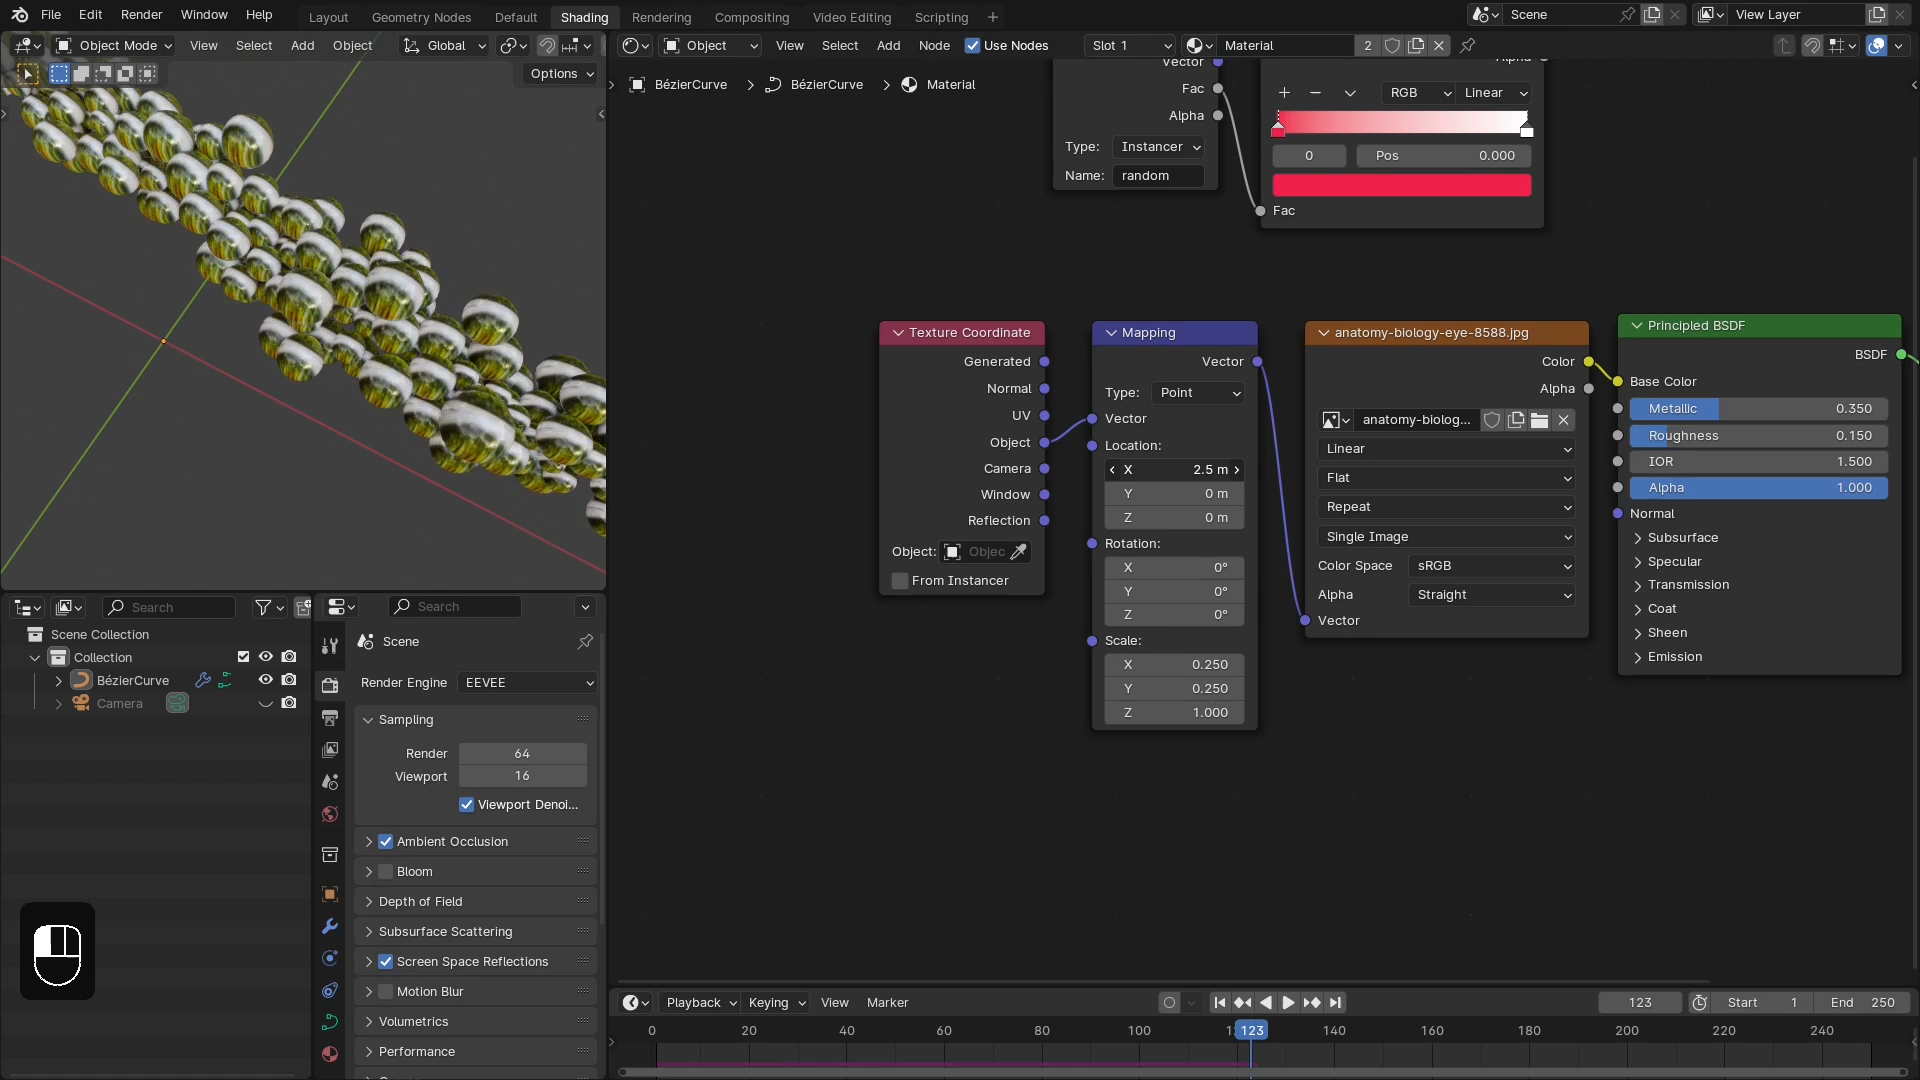 File Edit Render Window Help Layout Geometry Nodes Default Shading Rendering Compositing Video Editing Scripting + Scene View Layer
Object Mode View Select Add Object Global
Options
Object View Select Add Node Use Nodes Slot 1 Material 2
BézierCurve > BézierCurve > Material
Vector
Fac
Alpha
Type: Instancer
Name: random
Alpha
RGB Linear
0 Pos 0.000
Fac
Texture Coordinate
Generated
Normal
UV
Object
Camera
Window
Reflection
Object: Objec
From Instancer
Mapping
Vector
Type: Point
Vector
Location:
X 2.5 m
Y 0 m
Z 0 m
Rotation:
X 0°
Y 0°
Z 0°
Scale:
X 0.250
Y 0.250
Z 1.000
anatomy-biology-eye-8588.jpg
Color
Alpha
anatomy-biolog...
Linear
Flat
Repeat
Single Image
Color Space sRGB
Alpha Straight
Vector
Principled BSDF
BSDF
Base Color
Metallic 0.350
Roughness 0.150
IOR 1.500
Alpha 1.000
Normal
Subsurface
Specular
Transmission
Coat
Sheen
Emission
Search
Scene Collection
Collection
BézierCurve
Camera
Search
Scene
Render Engine EEVEE
Sampling
Render 64
Viewport 16
Viewport Denoi...
Ambient Occlusion
Bloom
Depth of Field
Subsurface Scattering
Screen Space Reflections
Motion Blur
Volumetrics
Performance
Playback Keying View Marker 123 Start 1 End 250
0 20 40 60 80 100 123 140 160 180 200 220 240